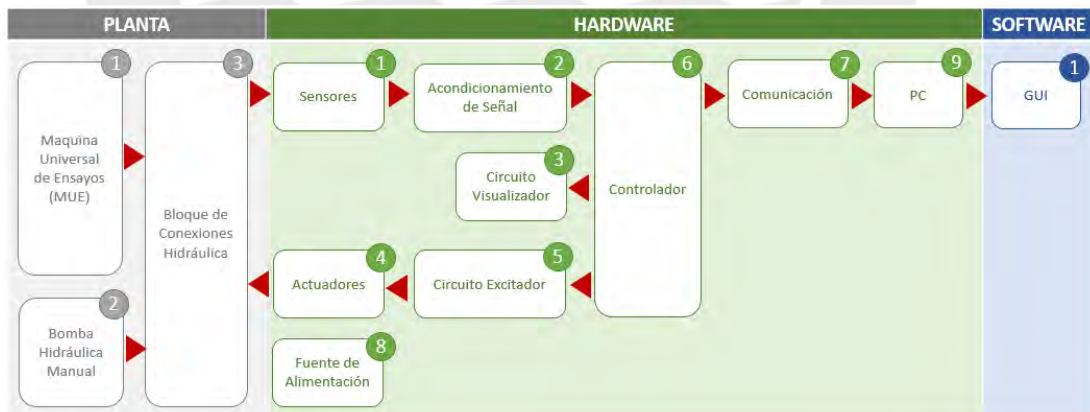 PLANTA
HARDWARE
SOFTWARE
1
Maquina
Universal
de Ensayos
(MUE)
2
Bomba
Hidráulica
Manual
3
Bloque de
Conexiones
Hidráulica
1
Sensores
2
Acondicionamiento
de Señal
3
Circuito
Visualizador
4
Actuadores
5
Circuito Excitador
6
Controlador
7
Comunicación
8
Fuente de
Alimentación
9
PC
1
GUI